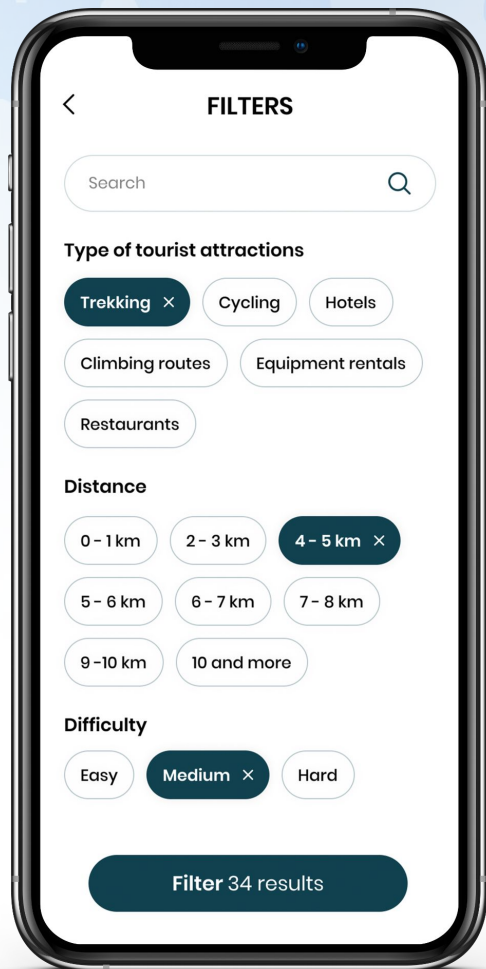 FILTERS
Search
Type of tourist attractions
Trekking × Cycling Hotels
Climbing routes Equipment rentals
Restaurants
Distance
0 - 1 km 2 - 3 km 4 - 5 km ×
5 - 6 km 6 - 7 km 7 - 8 km
9 -10 km 10 and more
Difficulty
Easy Medium × Hard
Filter 34 results